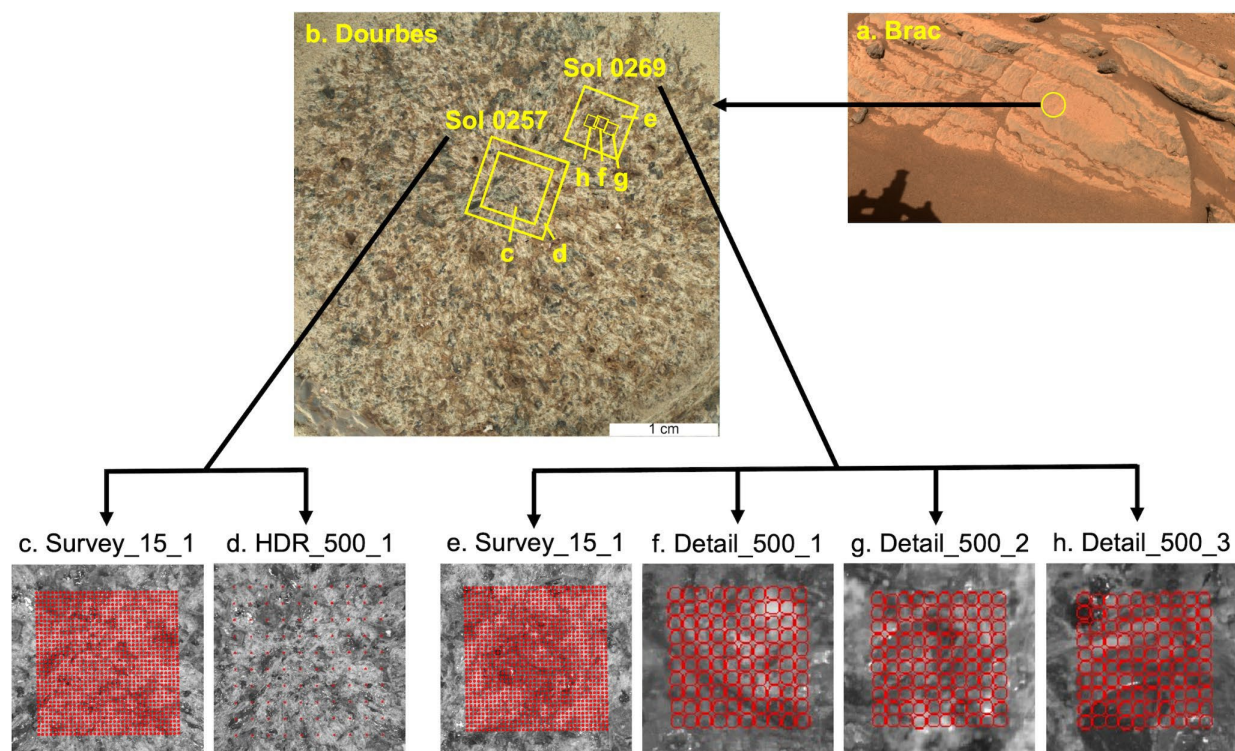 b. Dourbes
a. Brac
Sol 0269
Sol 0257
e
h f g
c
d
1 cm
c. Survey_15_1
d. HDR_500_1
e. Survey_15_1
f. Detail_500_1
g. Detail_500_2
h. Detail_500_3